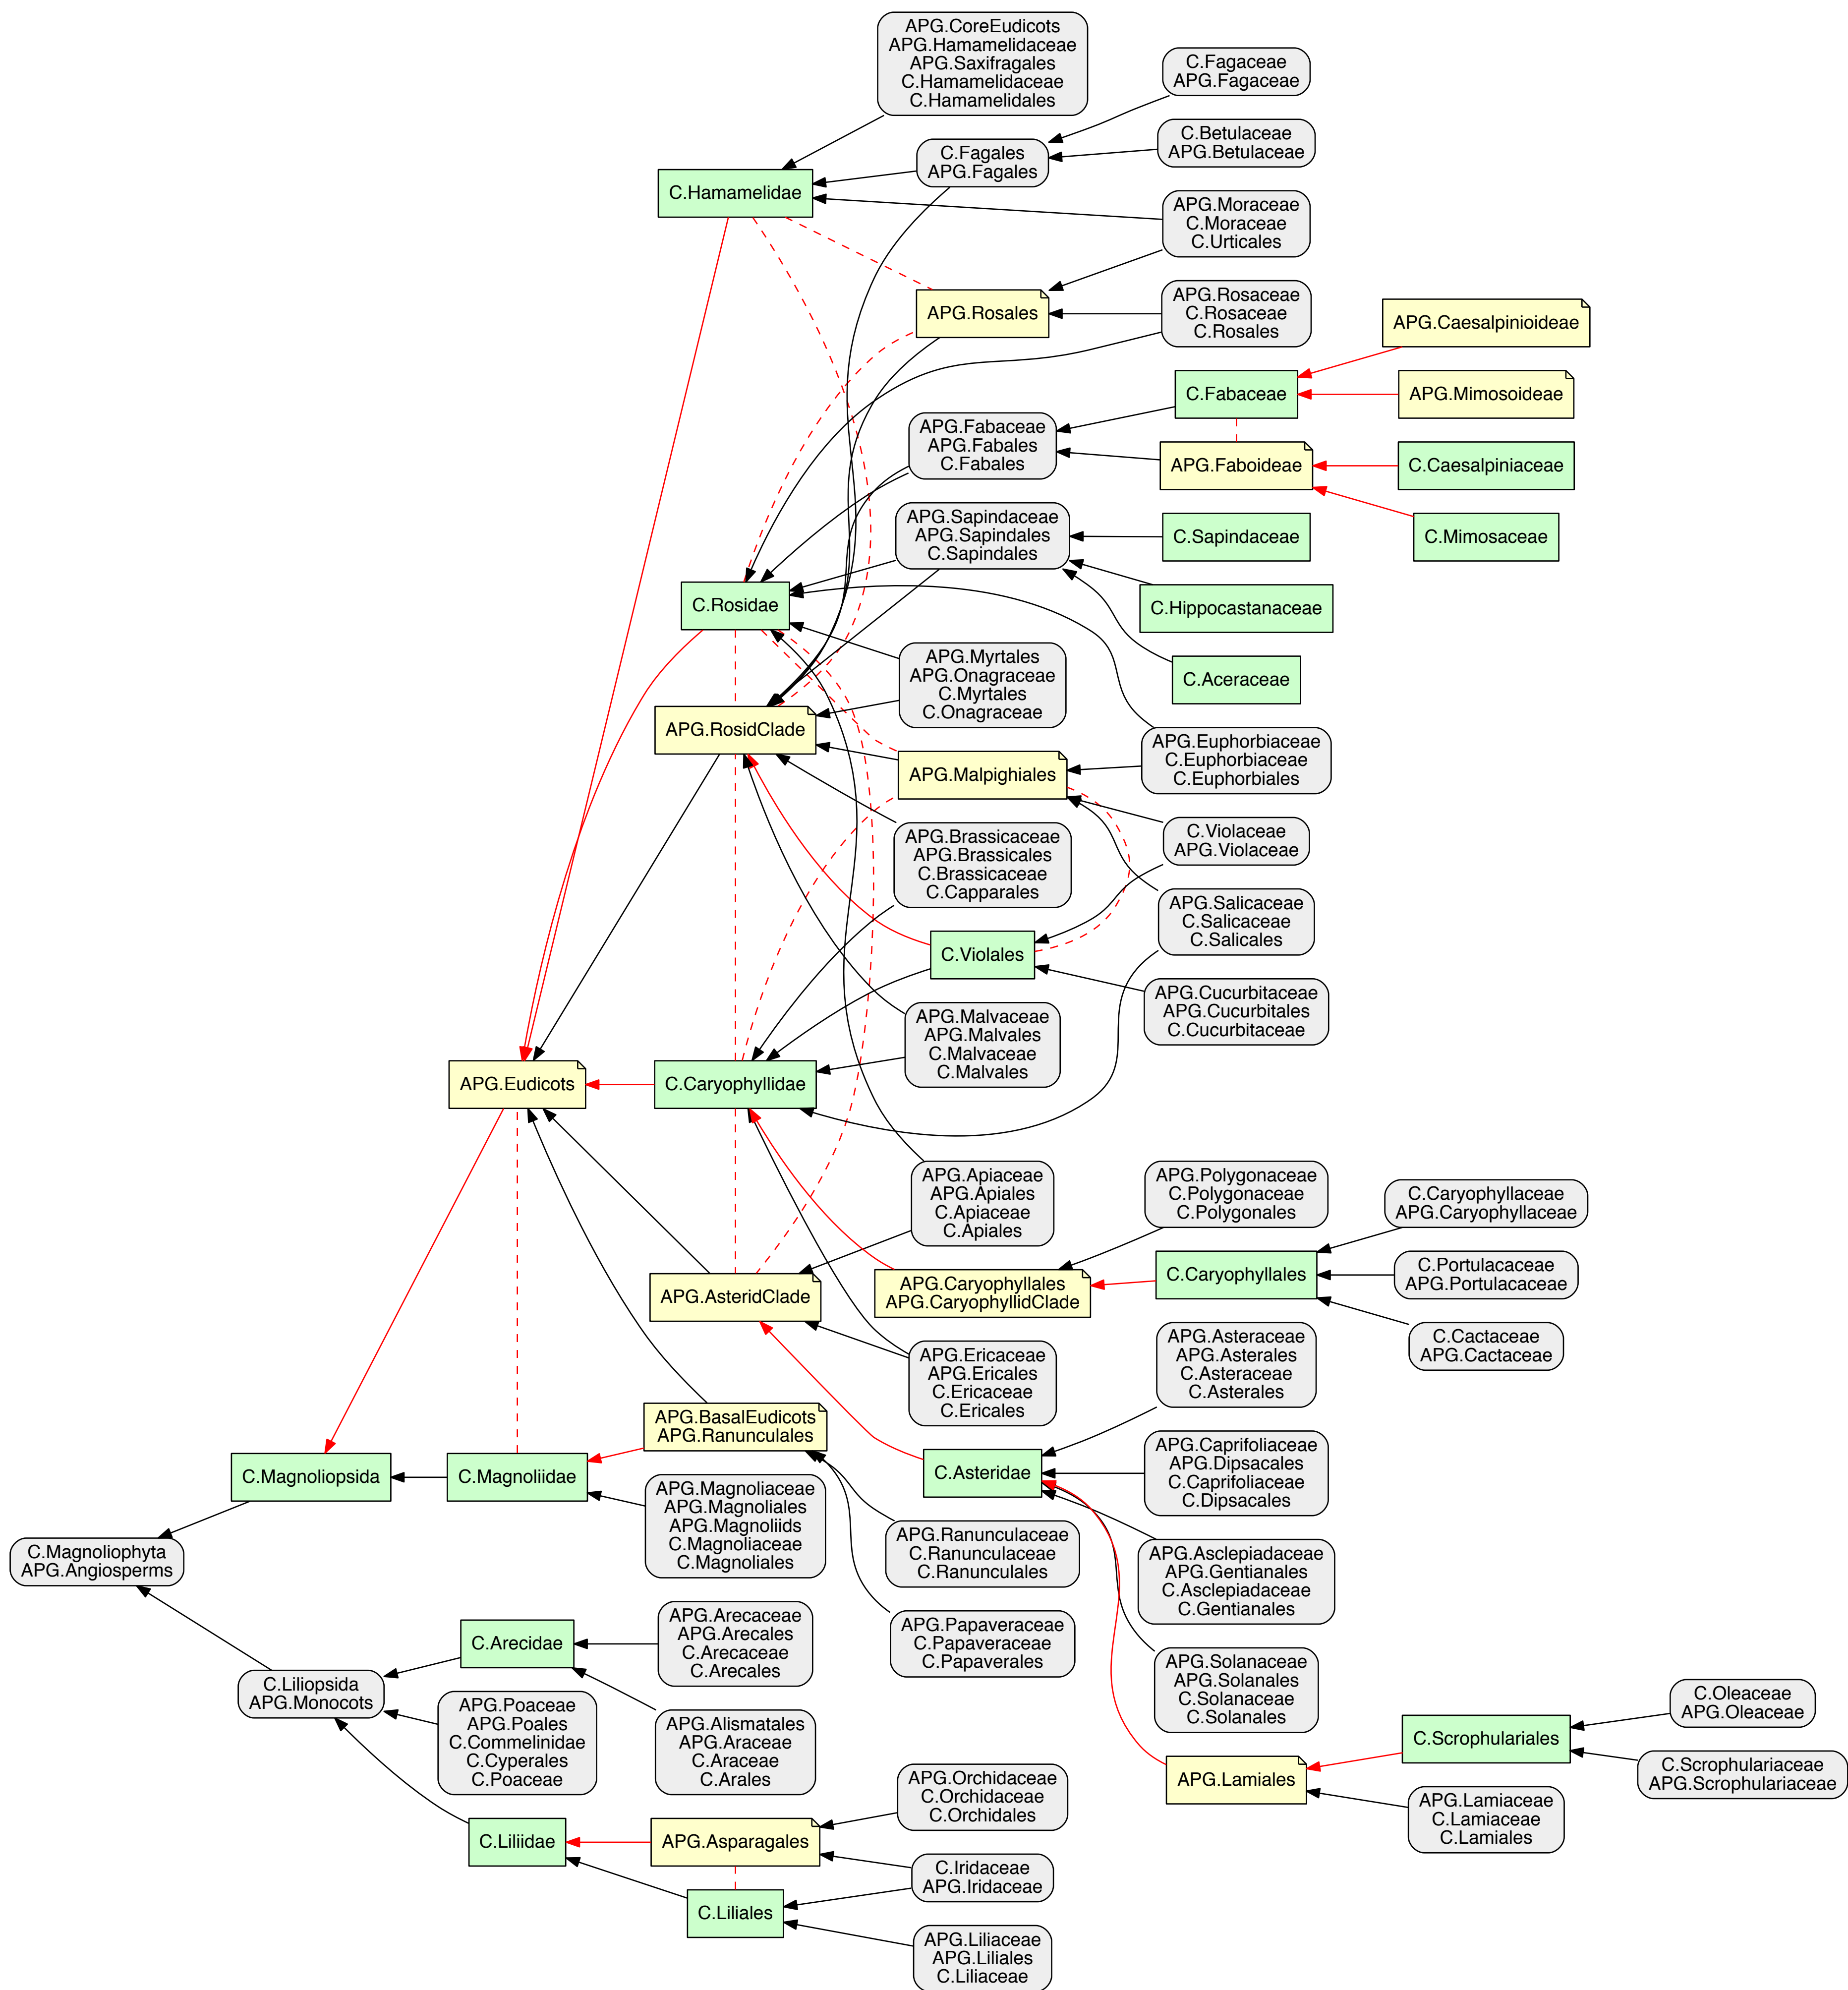 APG.CoreEudicots
APG.Hamamelidaceae
APG.Saxifragales
C.Hamamelidaceae
C.Hamamelidales
C.Fagaceae
APG.Fagaceae
C.Betulaceae
APG.Betulaceae
C.Fagales
APG.Fagales
C.Hamamelidae
APG.Moraceae
C.Moraceae
C.Urticales
APG.Rosales
APG.Rosaceae
C.Rosaceae
C.Rosales
APG.Caesalpinioideae
C.Fabaceae
APG.Mimosoideae
APG.Fabaceae
APG.Fabales
C.Fabales
APG.Faboideae
C.Caesalpiniaceae
APG.Sapindaceae
APG.Sapindales
C.Sapindales
C.Sapindaceae
C.Mimosaceae
C.Rosidae
C.Hippocastanaceae
APG.Myrtales
APG.Onagraceae
C.Myrtales
C.Onagraceae
C.Aceraceae
APG.RosidClade
APG.Malpighiales
APG.Euphorbiaceae
C.Euphorbiaceae
C.Euphorbiales
APG.Brassicaceae
APG.Brassicales
C.Brassicaceae
C.Capparales
C.Violaceae
APG.Violaceae
APG.Salicaceae
C.Salicaceae
C.Salicales
C.Violales
APG.Cucurbitaceae
APG.Cucurbitales
C.Cucurbitaceae
APG.Malvaceae
APG.Malvales
C.Malvaceae
C.Malvales
APG.Eudicots
C.Caryophyllidae
APG.Apiaceae
APG.Apiales
C.Apiaceae
C.Apiales
APG.Polygonaceae
C.Polygonaceae
C.Polygonales
C.Caryophyllaceae
APG.Caryophyllaceae
APG.AsteridClade
APG.Caryophyllales
APG.CaryophyllidClade
C.Caryophyllales
C.Portulacaceae
APG.Portulacaceae
C.Cactaceae
APG.Cactaceae
APG.Ericaceae
APG.Ericales
C.Ericaceae
C.Ericales
APG.Asteraceae
APG.Asterales
C.Asteraceae
C.Asterales
APG.BasalEudicots
APG.Ranunculales
C.Magnoliopsida
C.Magnoliidae
C.Asteridae
APG.Caprifoliaceae
APG.Dipsacales
C.Caprifoliaceae
C.Dipsacales
APG.Magnoliaceae
APG.Magnoliales
APG.Magnoliids
C.Magnoliaceae
C.Magnoliales
C.Magnoliophyta
APG.Angiosperms
APG.Ranunculaceae
C.Ranunculaceae
C.Ranunculales
APG.Asclepiadaceae
APG.Gentianales
C.Asclepiadaceae
C.Gentianales
C.Arecidae
APG.Arecaceae
APG.Arecales
C.Arecaceae
C.Arecales
APG.Papaveraceae
C.Papaveraceae
C.Papaverales
APG.Solanaceae
APG.Solanales
C.Solanaceae
C.Solanales
C.Liliopsida
APG.Monocots
APG.Poaceae
APG.Poales
C.Commelinidae
C.Cyperales
C.Poaceae
APG.Alismatales
APG.Araceae
C.Araceae
C.Arales
C.Oleaceae
APG.Oleaceae
C.Scrophulariales
C.Scrophulariaceae
APG.Scrophulariaceae
APG.Lamiales
APG.Lamiaceae
C.Lamiaceae
C.Lamiales
APG.Orchidaceae
C.Orchidaceae
C.Orchidales
C.Liliidae
APG.Asparagales
C.Iridaceae
APG.Iridaceae
C.Liliales
APG.Liliaceae
APG.Liliales
C.Liliaceae